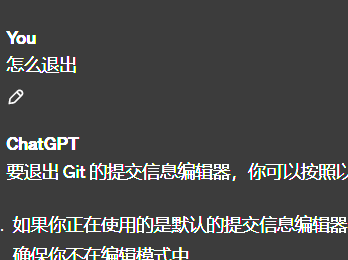 You
怎么退出
ChatGPT
要退出 Git 的提交信息编辑器，你可以按照以
. 如果你正在使用的是默认的提交信息编辑器
确保你不在编辑模式中